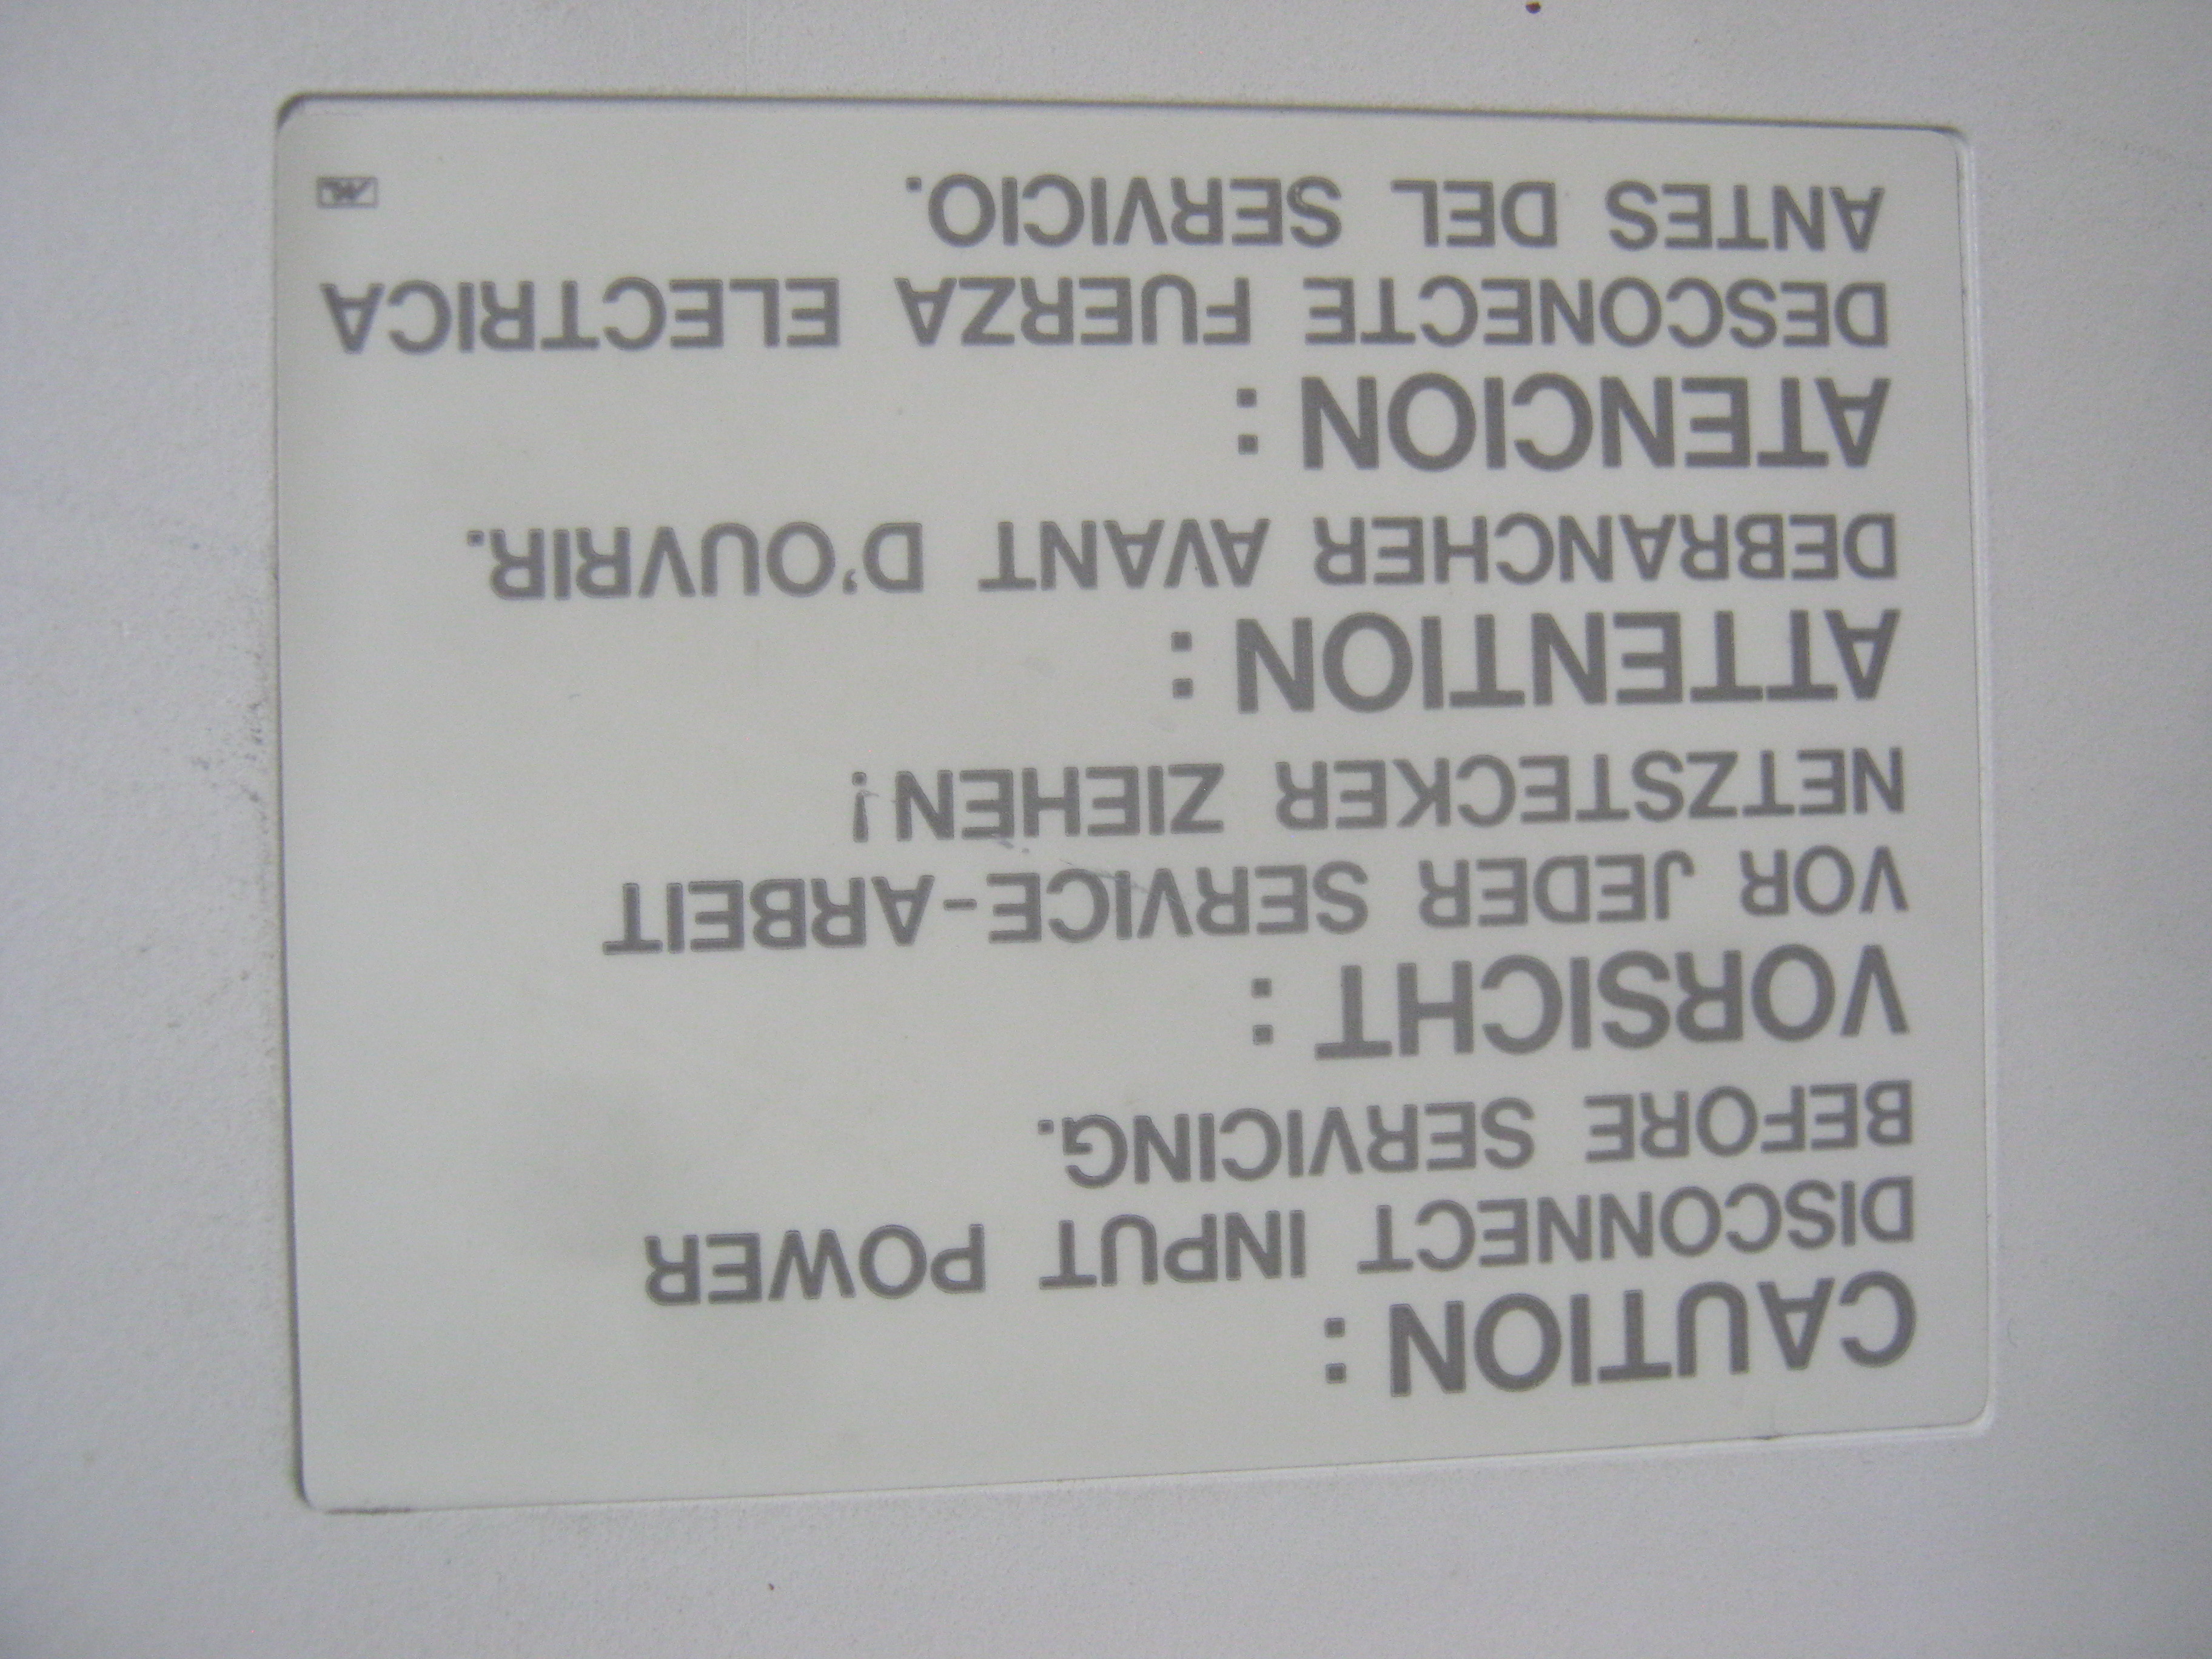 CAUTION :
DISCONNECT INPUT POWER
BEFORE SERVICING.
VORSICHT :
VOR JEDER SERVICE-ARBEIT
NETZSTECKER ZIEHEN!
ATTENTION :
DEBRANCHER AVANT D'OUVRIR.
ATENCION :
DESCONECTE FUERZA ELECTRICA
ANTES DEL SERVICIO.